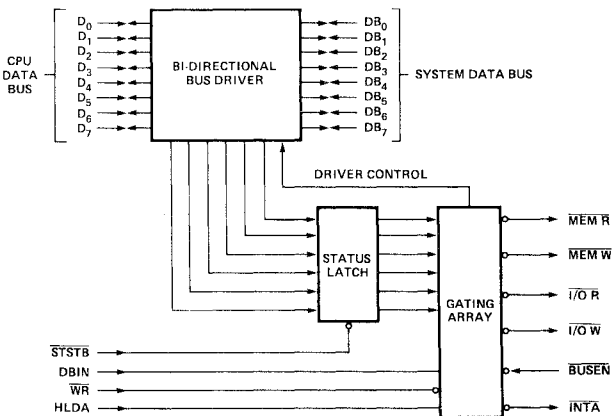 D0
D1
D2
D3
D4
D5
D6
D7
CPU
DATA
BUS
BI-DIRECTIONAL
BUS DRIVER
DB0
DB1
DB2
DB3
DB4
DB5
DB6
DB7
SYSTEM DATA BUS
DRIVER CONTROL
STATUS
LATCH
GATING
ARRAY
MEM R
MEM W
I/O R
I/O W
BUSEN
INTA
STSTB
DBIN
WR
HLDA